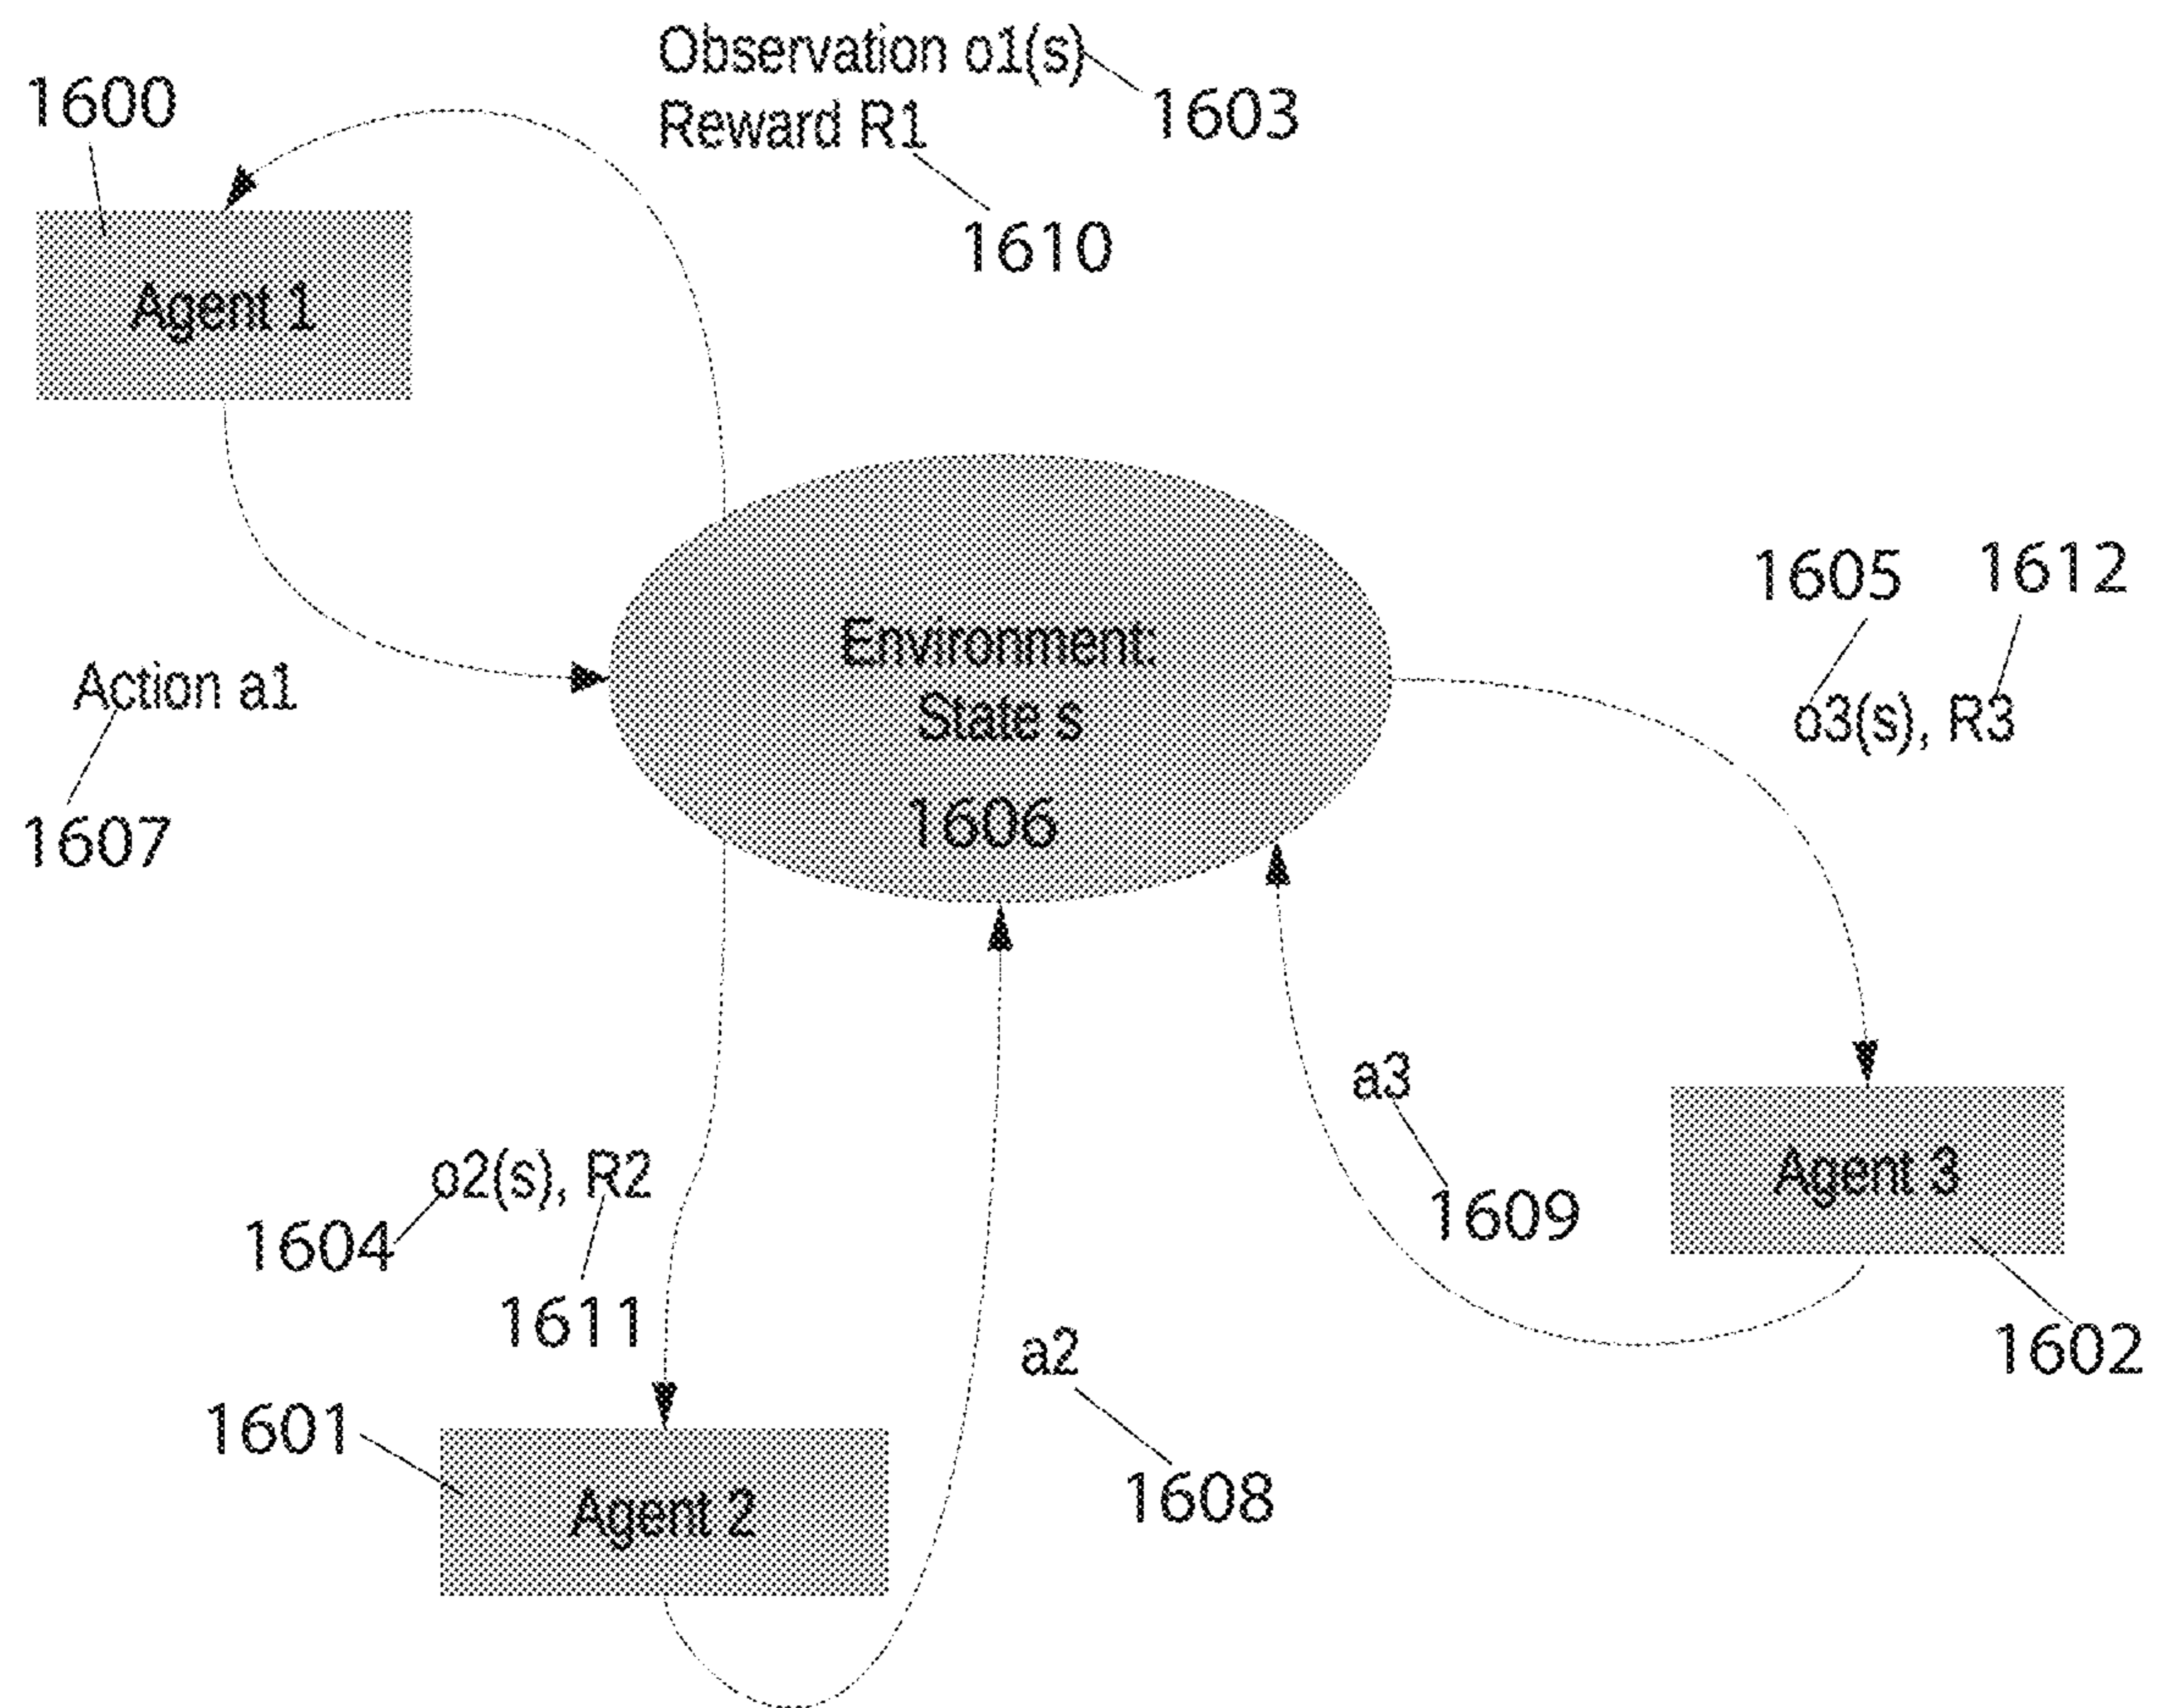 Observation o1(s)
Reward R1
1600
1603
1610
Agent 1
Environment:
State s
1606
Action a1
1607
1605
1612
o3(s), R3
a3
1609
Agent 3
1602
o2(s), R2
1604
1611
a2
1608
1601
Agent 2